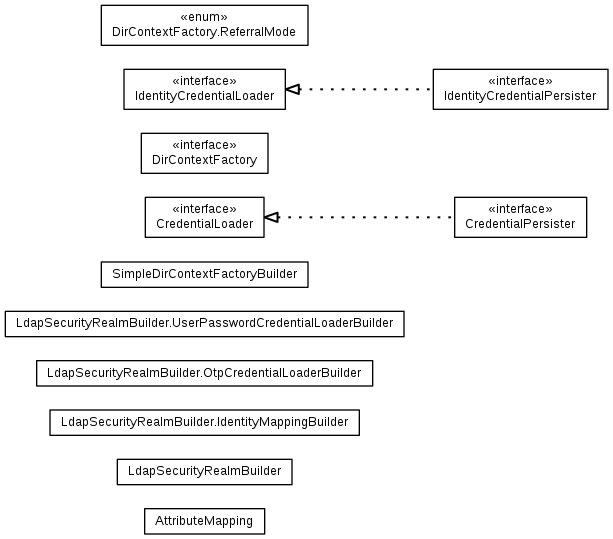 «enum»
DirContextFactory.ReferralMode
«interface»
IdentityCredentialLoader
«interface»
IdentityCredentialPersister
«interface»
DirContextFactory
«interface»
CredentialLoader
«interface»
CredentialPersister
SimpleDirContextFactoryBuilder
LdapSecurityRealmBuilder.UserPasswordCredentialLoaderBuilder
LdapSecurityRealmBuilder.OtpCredentialLoaderBuilder
LdapSecurityRealmBuilder.IdentityMappingBuilder
LdapSecurityRealmBuilder
AttributeMapping